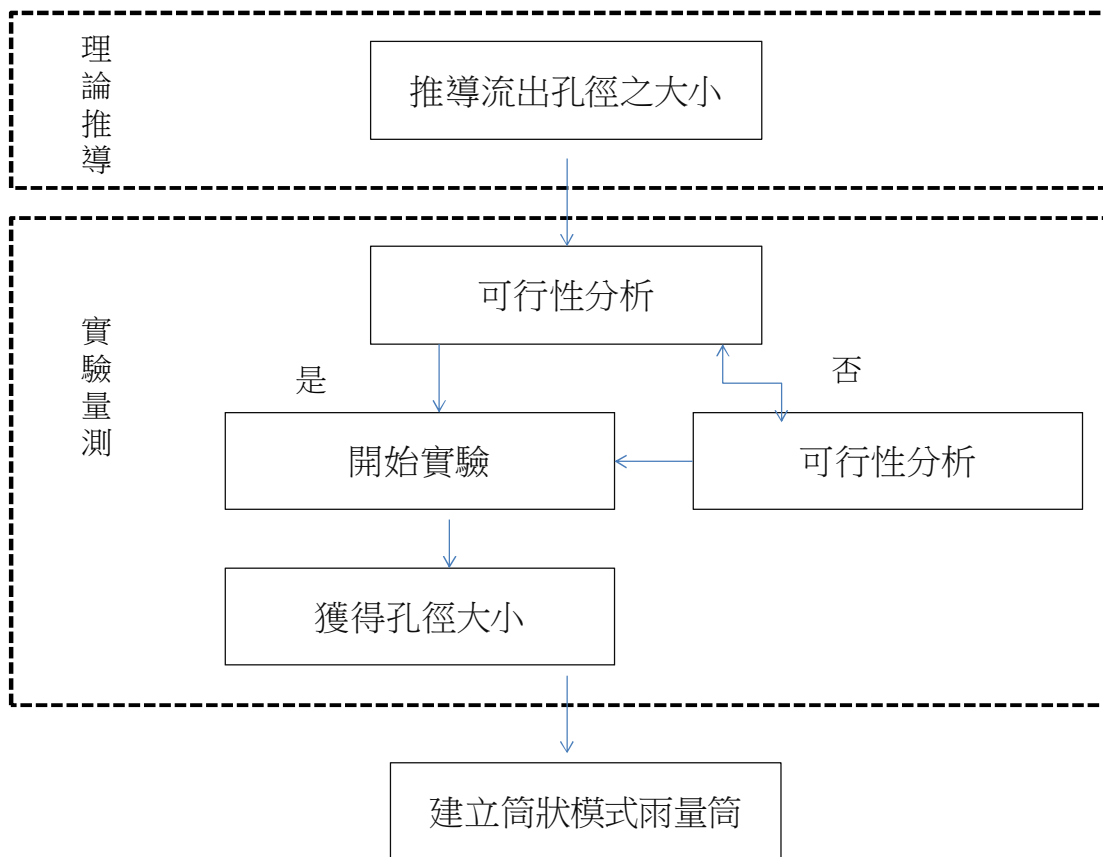 理論推導
推導流出孔徑之大小
可行性分析
實驗量測
是
否
開始實驗
可行性分析
獲得孔徑大小
建立筒狀模式雨量筒